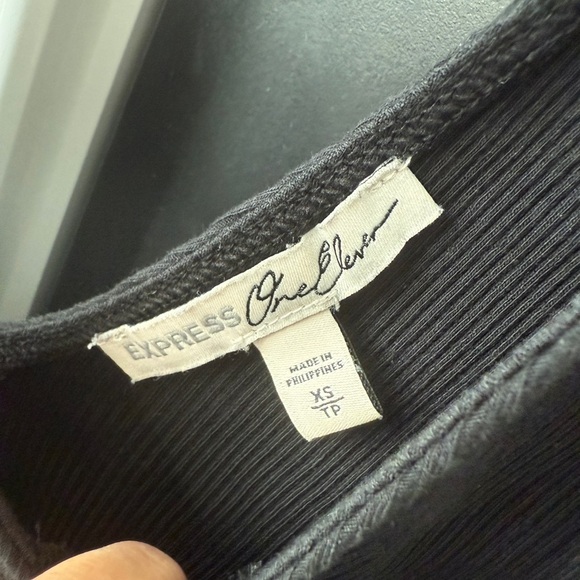 EXPRESS One Eleven
MADE IN
PHILIPPINES
XS
TP